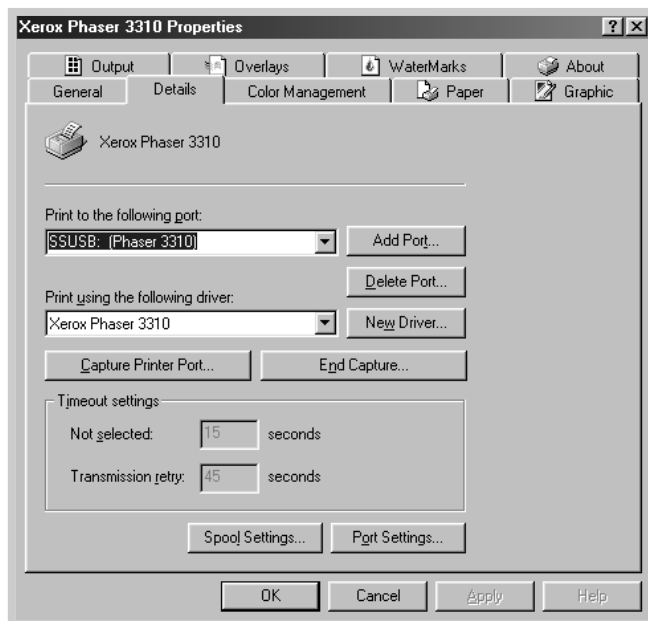 Xerox Phaser 3310 Properties
Output Overlays WaterMarks About
General Details Color Management Paper Graphic
Xerox Phaser 3310
Print to the following port:
SSUSB: (Phaser 3310) Add Port...
Delete Port...
Print using the following driver:
Xerox Phaser 3310 New Driver...
Capture Printer Port... End Capture...
Timeout settings
Not selected: 15 seconds
Transmission retry: 45 seconds
Spool Settings... Port Settings...
OK Cancel Apply Help